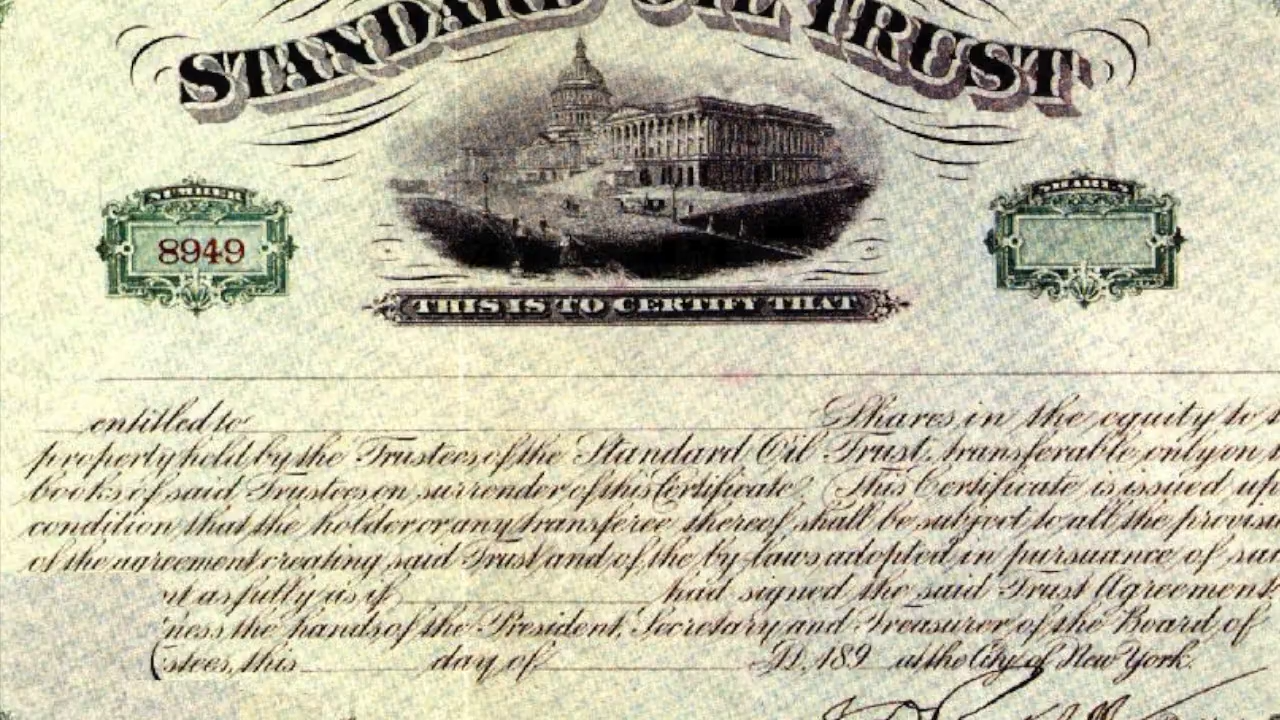 STANDARD OIL TRUST
NUMBER
SHARES
8949
THIS IS TO CERTIFY THAT
entitled to Shares in the equity to
property held by the Trustees of the Standard Oil Trust, transferable only on
books of said Trustees on surrender of this Certificate. This Certificate is issued
condition that the holder or any transferee thereof shall be subject to all the
of the agreement creating said Trust and of the by-laws adopted in pursuance of
as fully as if had signed the said Trust Agreement.
the hands of the President, Secretary and Treasurer of the Board of
this day of A.D. 189 at the City of New York.